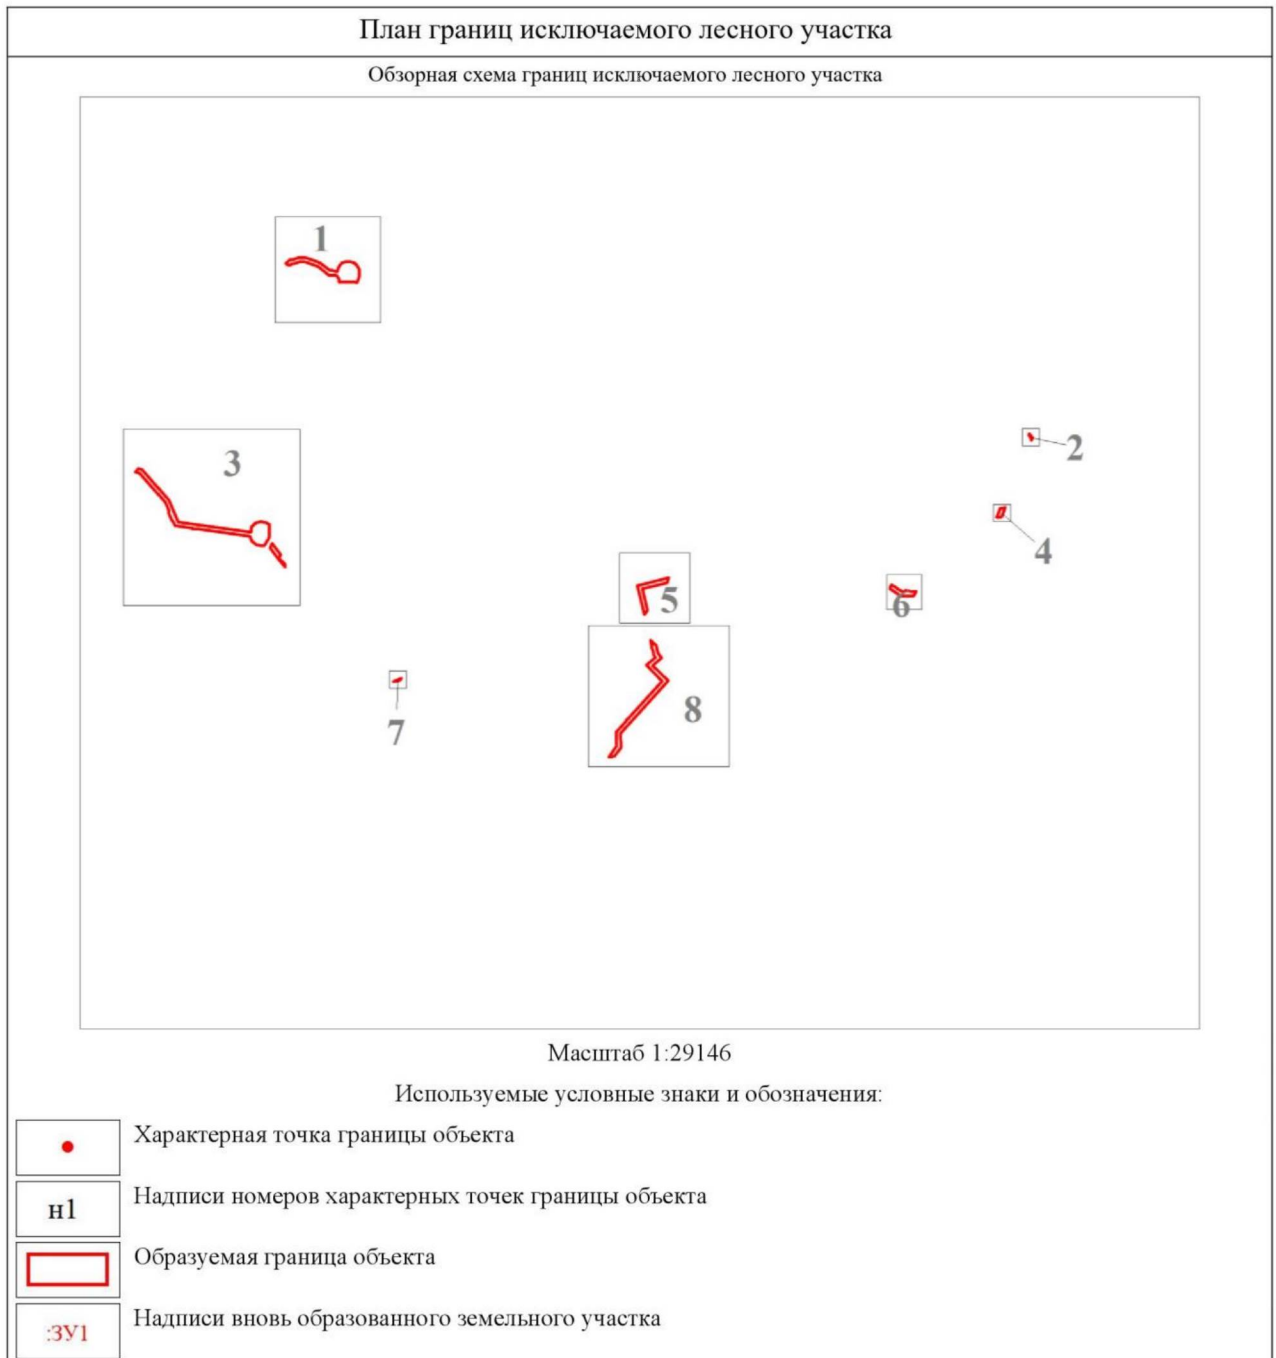 План границ исключаемого лесного участка
Обзорная схема границ исключаемого лесного участка
1
2
3
4
5
6
7
8
Масштаб 1:29146
Используемые условные знаки и обозначения:
Характерная точка границы объекта
н1 Надписи номеров характерных точек границы объекта
Образуемая граница объекта
:ЗУ1 Надписи вновь образованного земельного участка